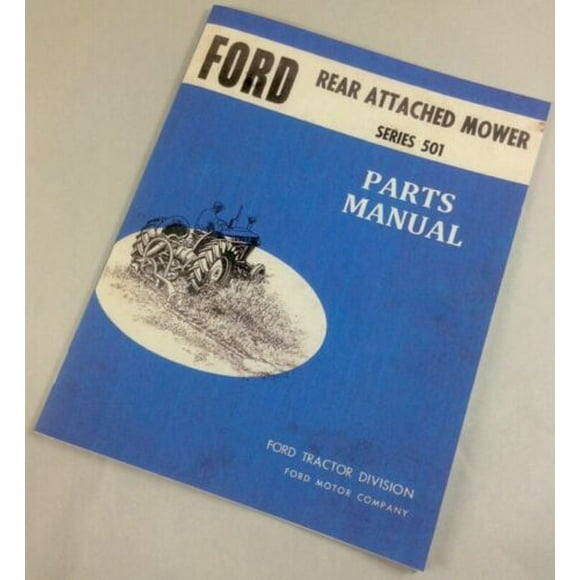 FORD REAR ATTACHED MOWER
SERIES 501
PARTS
MANUAL
FORD TRACTOR DIVISION
FORD MOTOR COMPANY